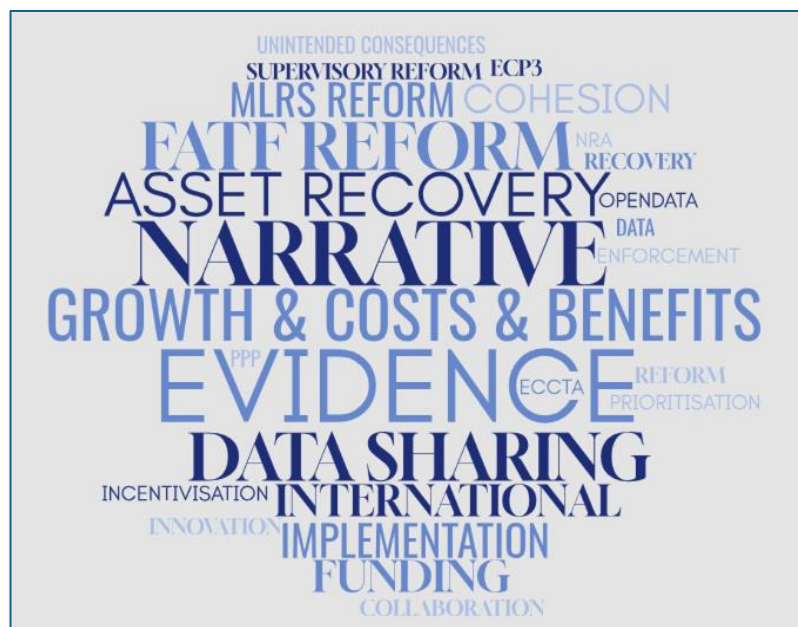 UNINTENDED CONSEQUENCES
SUPERVISORY REFORM ECP3
MLRS REFORM COHESION
FATF REFORM NRA
RECOVERY
ASSET RECOVERY OPENDATA
NARRATIVE DATA
ENFORCEMENT
GROWTH & COSTS & BENEFITS
PPP
EVIDENCE ECCTA REFORM
PRIORITISATION
DATA SHARING
INCENTIVISATION INTERNATIONAL
INNOVATION IMPLEMENTATION
FUNDING
COLLABORATION